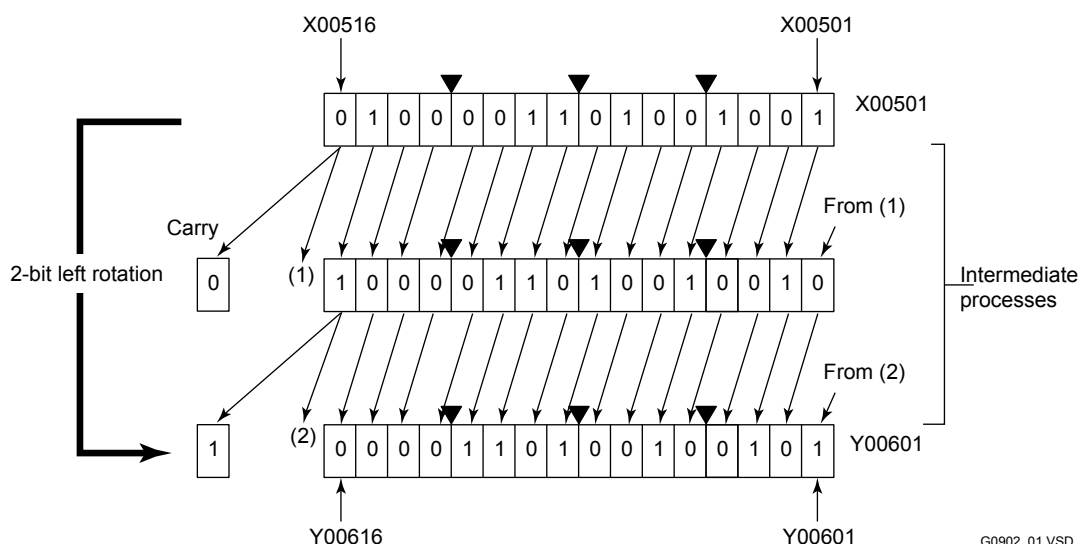 X00516 X00501
0 1 0 0 0 0 1 1 0 1 0 0 1 0 0 1 X00501
Carry From (1)
2-bit left rotation 0 (1) 1 0 0 0 0 1 1 0 1 0 0 1 0 0 1 0 Intermediate processes
From (2)
1 (2) 0 0 0 0 1 1 0 1 0 0 1 0 0 1 0 1 Y00601
Y00616 Y00601
G0902_01.VSD